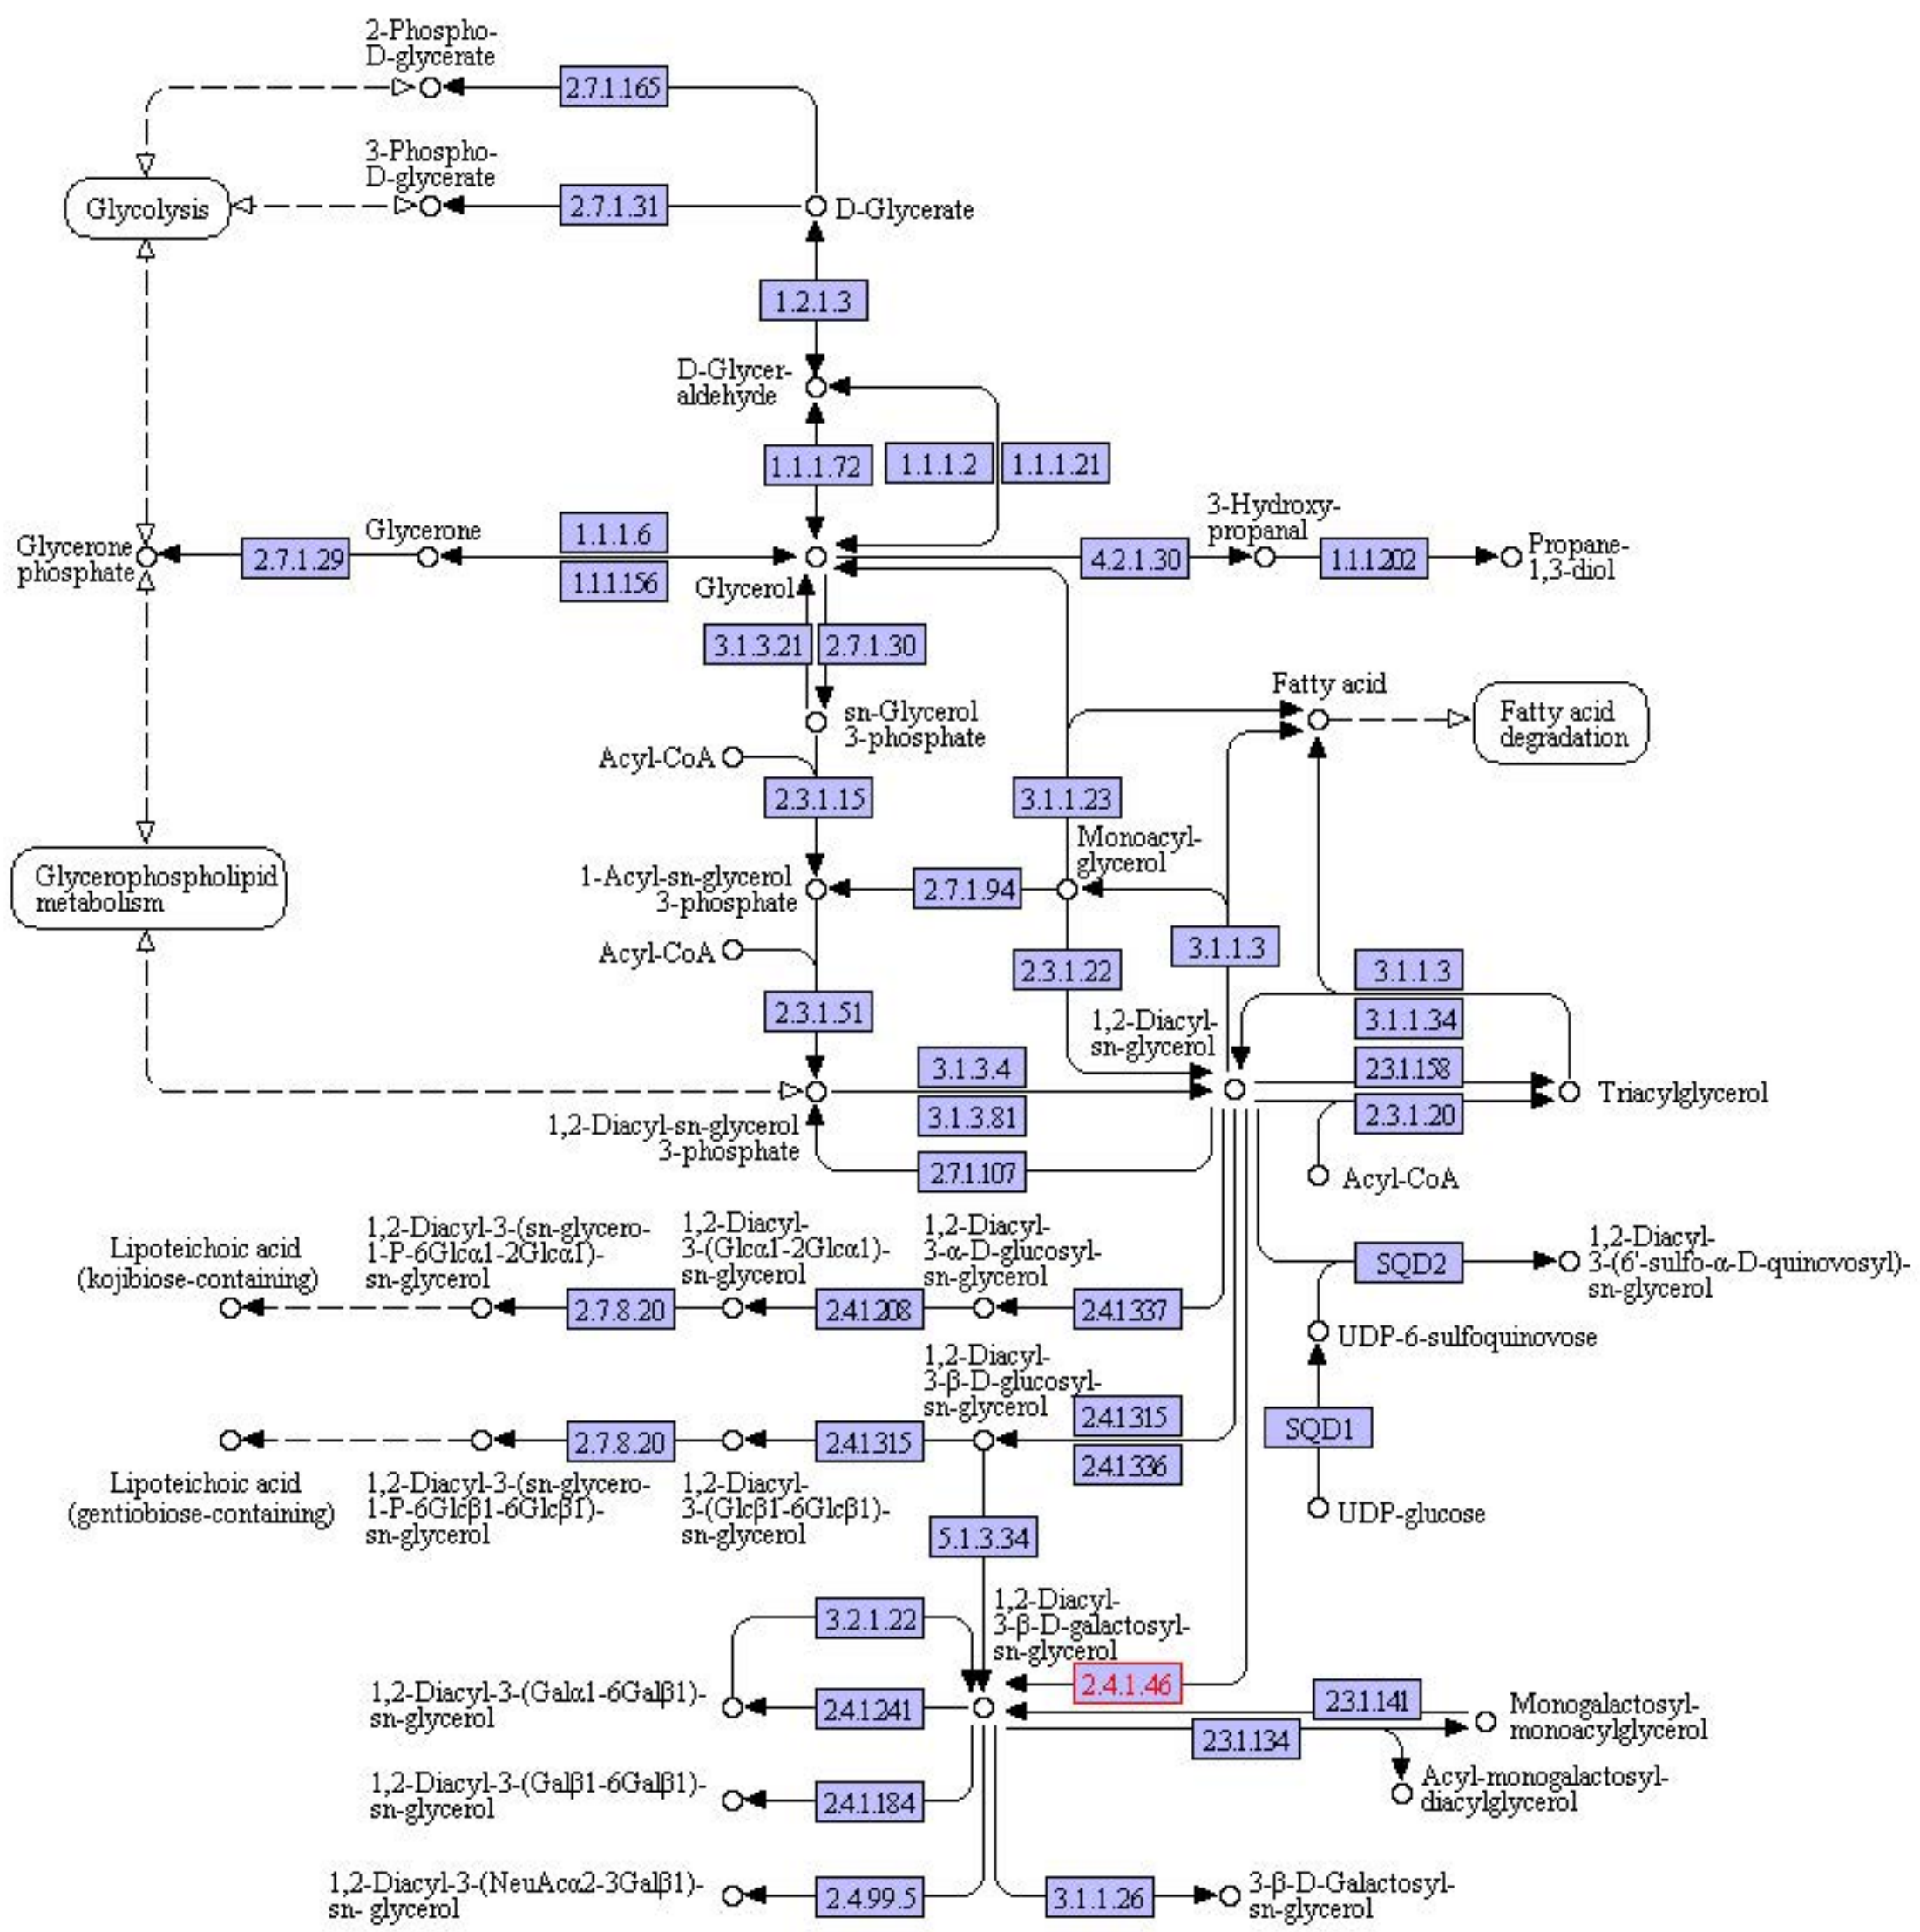 2-Phospho-
D-glycerate
2.7.1.165
3-Phospho-
D-glycerate
Glycolysis
2.7.1.31
D-Glycerate
1.2.1.3
D-Glycer-
aldehyde
1.1.1.72
1.1.1.2
1.1.1.21
3-Hydroxy-
propanal
Glycerone
phosphate
2.7.1.29
Glycerone
1.1.1.6
1.1.1.156
Glycerol
4.2.1.30
1.1.1.202
Propane-
1,3-diol
3.1.3.21
2.7.1.30
sn-Glycerol
3-phosphate
Fatty acid
Fatty acid
degradation
Acyl-CoA
2.3.1.15
3.1.1.23
Monoacyl-
glycerol
Glycerophospholipid
metabolism
1-Acyl-sn-glycerol
3-phosphate
2.7.1.94
Acyl-CoA
3.1.1.3
2.3.1.22
3.1.1.3
2.3.1.51
3.1.1.34
1,2-Diacyl-
sn-glycerol
3.1.3.4
2.3.1.158
Triacylglycerol
3.1.3.81
2.3.1.20
1,2-Diacyl-sn-glycerol
3-phosphate
2.7.1.107
Acyl-CoA
Lipoteichoic acid
(kojibiose-containing)
1,2-Diacyl-3-(sn-glycero-
1-P-6Glcα1-2Glcα1)-
sn-glycerol
1,2-Diacyl-
3-(Glcα1-2Glcα1)-
sn-glycerol
1,2-Diacyl-
3-α-D-glucosyl-
sn-glycerol
SQD2
1,2-Diacyl-
3-(6'-sulfo-α-D-quinovosyl)-
sn-glycerol
2.7.8.20
2.4.1.208
2.4.1.337
UDP-6-sulfoquinovose
1,2-Diacyl-
3-β-D-glucosyl-
sn-glycerol
2.4.1.315
SQD1
2.7.8.20
2.4.1.315
2.4.1.336
Lipoteichoic acid
(gentiobiose-containing)
1,2-Diacyl-3-(sn-glycero-
1-P-6Glcβ1-6Glcβ1)-
sn-glycerol
1,2-Diacyl-
3-(Glcβ1-6Glcβ1)-
sn-glycerol
UDP-glucose
5.1.3.34
3.2.1.22
1,2-Diacyl-
3-β-D-galactosyl-
sn-glycerol
2.4.1.46
1,2-Diacyl-3-(Galα1-6Galβ1)-
sn-glycerol
2.4.1.241
2.3.1.141
2.3.1.134
Monogalactosyl-
monoacylglycerol
1,2-Diacyl-3-(Galβ1-6Galβ1)-
sn-glycerol
2.4.1.184
Acyl-monogalactosyl-
diacylglycerol
1,2-Diacyl-3-(NeuAcα2-3Galβ1)-
sn- glycerol
2.4.99.5
3.1.1.26
3-β-D-Galactosyl-
sn-glycerol